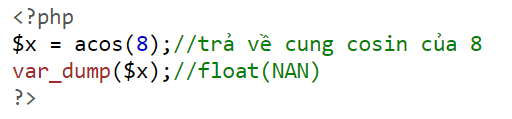 <?php
$x = acos(8);//trả về cung cosin của 8
var_dump($x);//float(NAN)
?>